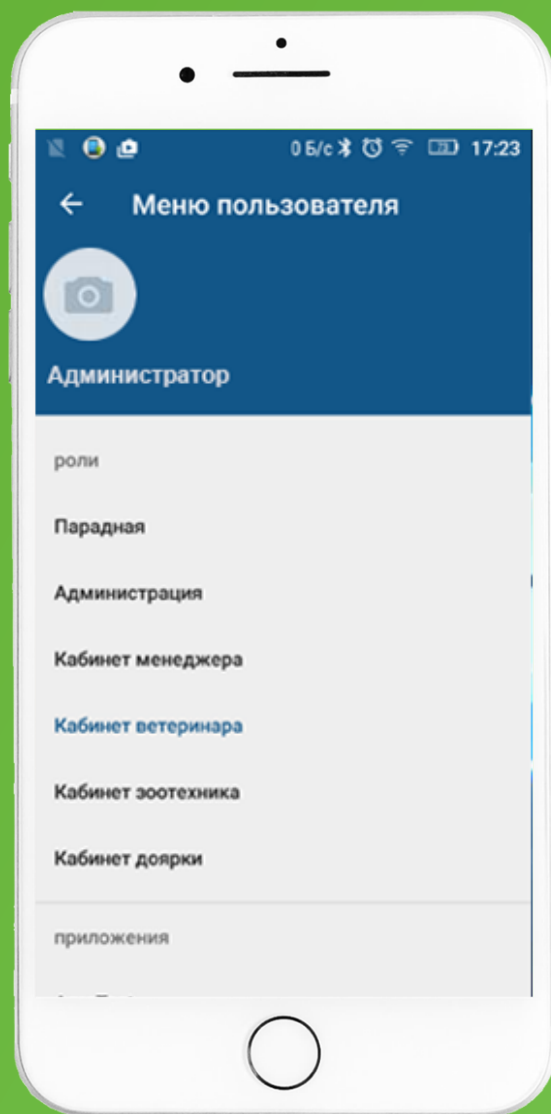 0 Б/с 17:23
Меню пользователя
Администратор
роли
Парадная
Администрация
Кабинет менеджера
Кабинет ветеринара
Кабинет зоотехника
Кабинет доярки
приложения